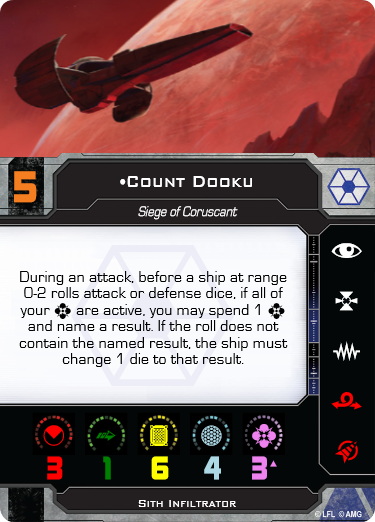 5
•Count Dooku
Siege of Coruscant
During an attack, before a ship at range
0-2 rolls attack or defense dice, if all of
your are active, you may spend 1
and name a result. If the roll does not
contain the named result, the ship must
change 1 die to that result.
3 1 6 4 3
Sith Infiltrator
© LFL © AMG